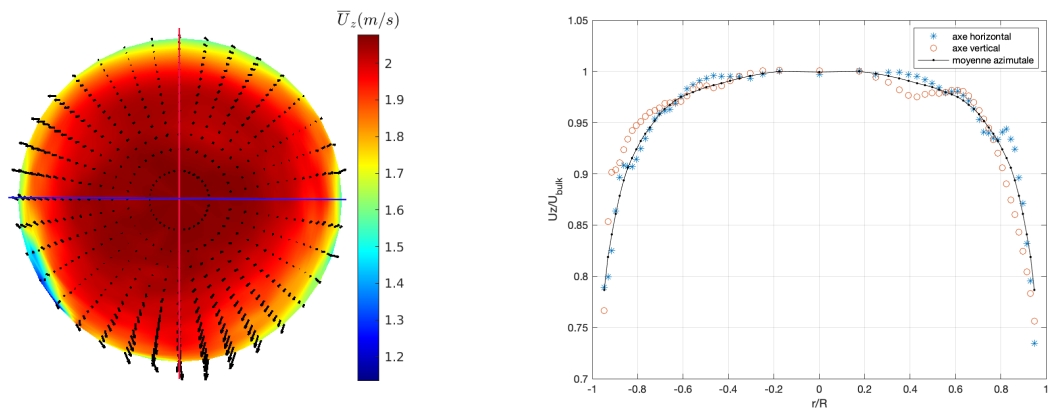 U̅z(m/s)
2
1.9
1.8
1.7
1.6
1.5
1.4
1.3
1.2
1.05
1
0.95
0.9
0.85
0.8
0.75
0.7
Uz/U_bulk
-1 -0.8 -0.6 -0.4 -0.2 0 0.2 0.4 0.6 0.8 1
r/R
axe horizontal
axe vertical
moyenne azimutale